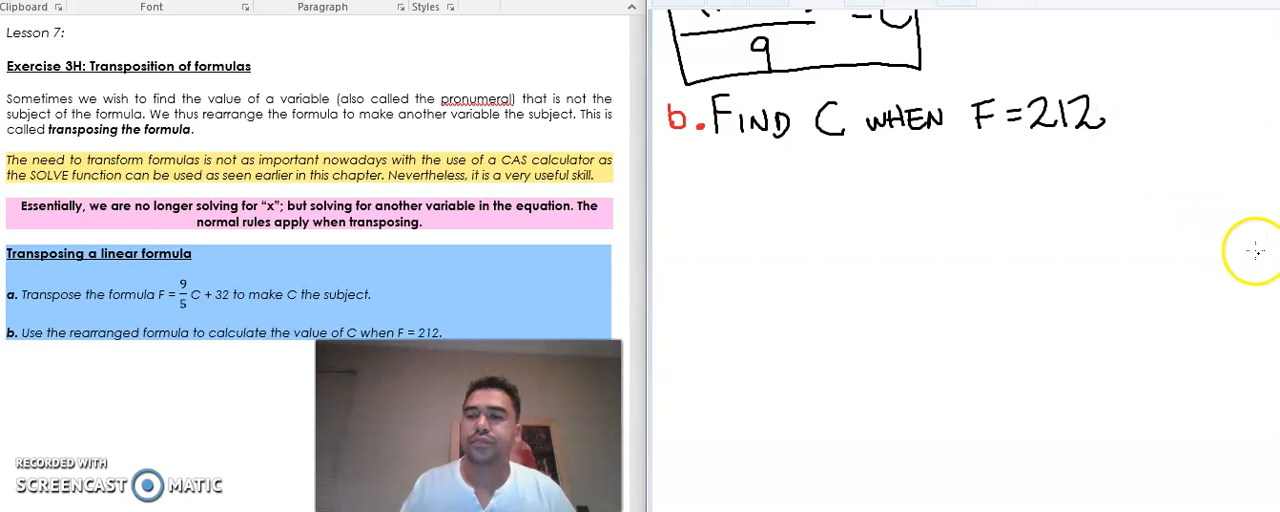 Clipboard Font Paragraph Styles
Lesson 7:
Exercise 3H: Transposition of formulas
Sometimes we wish to find the value of a variable (also called the pronumeral) that is not the
subject of the formula. We thus rearrange the formula to make another variable the subject. This is
called transposing the formula.
The need to transform formulas is not as important nowadays with the use of a CAS calculator as
the SOLVE function can be used as seen earlier in this chapter. Nevertheless, it is a very useful skill.
Essentially, we are no longer solving for "x"; but solving for another variable in the equation. The
normal rules apply when transposing.
Transposing a linear formula
a. Transpose the formula F = 9/5 C + 32 to make C the subject.
b. Use the rearranged formula to calculate the value of C when F = 212.
RECORDED WITH
SCREENCAST MATIC
= C
9
b. FIND C WHEN F = 212